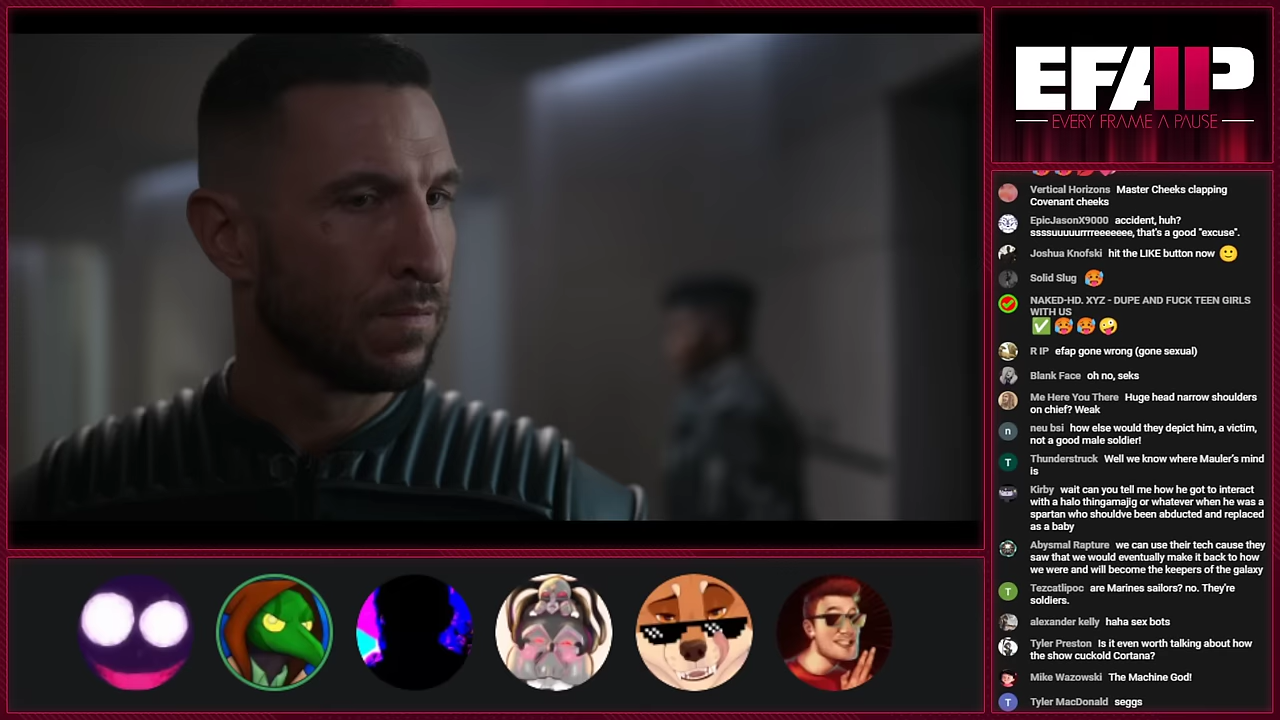 EFAP
EVERY FRAME A PAUSE
Vertical Horizons Master Cheeks clapping
Covenant cheeks
EpicJasonX9000 accident, huh?
ssssuuuurrrreeeeeee, that's a good "excuse".
Joshua Knofski hit the LIKE button now 🙂
Solid Slug 🥵
NAKED-HD. XYZ - DUPE AND FUCK TEEN GIRLS
WITH US
✅🥵🥵🤪
R IP efap gone wrong (gone sexual)
Blank Face oh no, seks
Me Here You There Huge head narrow shoulders
on chief? Weak
n
neu bsi how else would they depict him, a victim,
not a good male soldier!
T
Thunderstruck Well we know where Mauler's mind
is
Kirby wait can you tell me how he got to interact
with a halo thingamajig or whatever when he was a
spartan who shouldve been abducted and replaced
as a baby
Abysmal Rapture we can use their tech cause they
saw that we would eventually make it back to how
we were and will become the keepers of the galaxy
T
Tezcatlipoc are Marines sailors? no. They're
soldiers.
alexander kelly haha sex bots
Tyler Preston Is it even worth talking about how
the show cuckold Cortana?
Mike Wazowski The Machine God!
T
Tyler MacDonald seggs